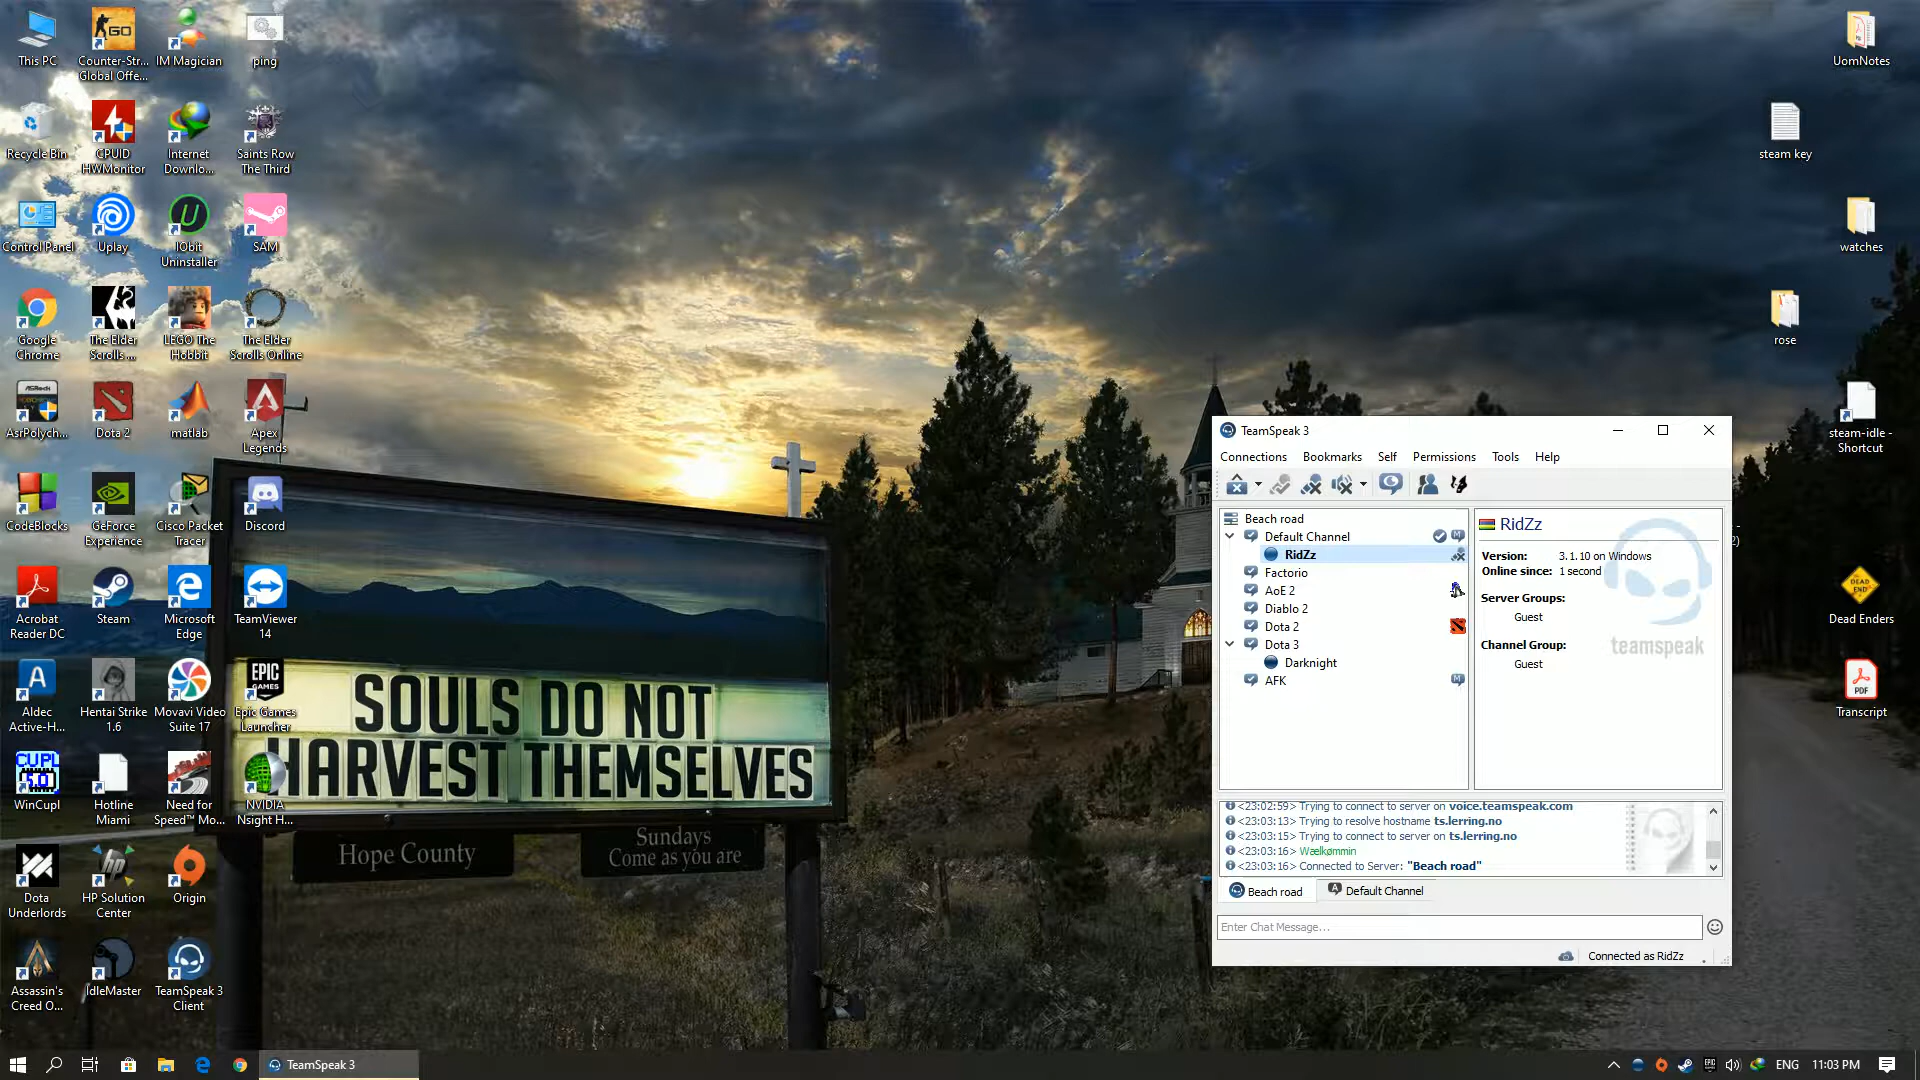 This PC
Counter-Str...
Global Offe...
IM Magician
ping
Recycle Bin
CPUID
HWMonitor
Internet
Downlo...
Saints Row
The Third
Control Panel
Uplay
IObit
Uninstaller
SAM
Google
Chrome
The Elder
Scrolls ...
LEGO The
Hobbit
The Elder
Scrolls Online
AsrPolych...
Dota 2
matlab
Apex
Legends
CodeBlocks
GeForce
Experience
Cisco Packet
Tracer
Discord
Acrobat
Reader DC
Steam
Microsoft
Edge
TeamViewer
14
Aldec
Active-H...
Hentai Strike
1.6
Movavi Video
Suite 17
EPIC
GAMES
Epic Games
Launcher
WinCupl
Hotline
Miami
Need for
Speed™ Mo...
NVIDIA
Nsight H...
Dota
Underlords
HP Solution
Center
Origin
Assassin's
Creed O...
IdleMaster
TeamSpeak 3
Client
SOULS DO NOT
HARVEST THEMSELVES
Hope County
Sundays
Come as you are
UomNotes
steam key
watches
rose
steam-idle -
Shortcut
DEAD
END
Dead Enders
PDF
Transcript
TeamSpeak 3
Connections Bookmarks Self Permissions Tools Help
Beach road
Default Channel
RidZz
Factorio
AoE 2
Diablo 2
Dota 2
Dota 3
Darknight
AFK
RidZz
Version: 3.1.10 on Windows
Online since: 1 second
Server Groups:
Guest
Channel Group:
Guest
teamspeak
<23:02:59> Trying to connect to server on voice.teamspeak.com
<23:03:13> Trying to resolve hostname ts.lerring.no
<23:03:15> Trying to connect to server on ts.lerring.no
<23:03:16> Wælkømmin
<23:03:16> Connected to Server: "Beach road"
Beach road
Default Channel
Enter Chat Message...
Connected as RidZz
TeamSpeak 3
ENG
11:03 PM